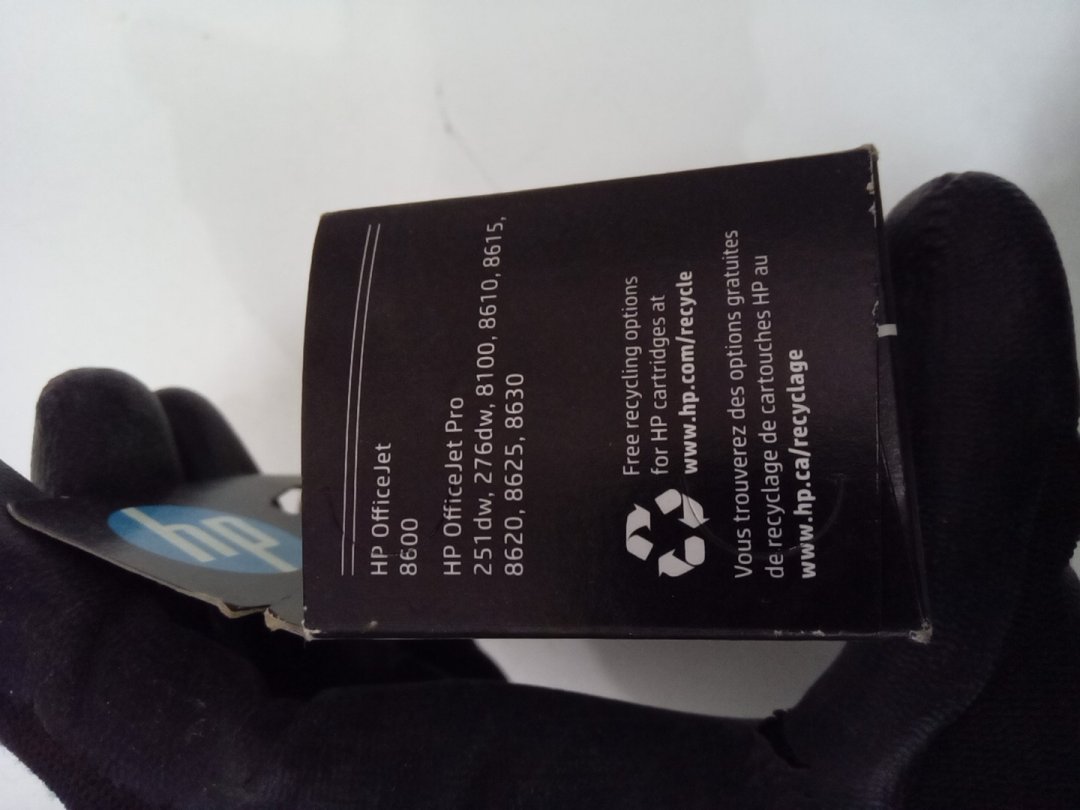 hp
HP OfficeJet
8600
HP OfficeJet Pro
251dw, 276dw, 8100, 8610, 8615,
8620, 8625, 8630
Free recycling options
for HP cartridges at
www.hp.com/recycle
Vous trouverez des options gratuites
de recyclage de cartouches HP au
www.hp.ca/recyclage